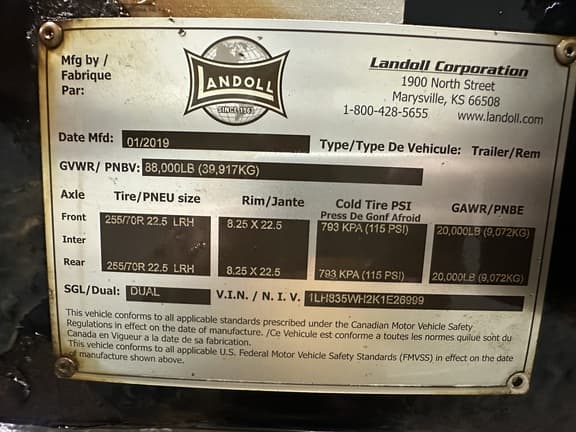 Mfg by /
Fabrique
Par:
LANDOLL
SINCE 1963
Landoll Corporation
1900 North Street
Marysville, KS 66508
1-800-428-5655 www.landoll.com
Date Mfd: 01/2019 Type/Type De Vehicule: Trailer/Rem
GVWR/ PNBV: 88,000LB (39,917KG)
Axle Tire/PNEU size Rim/Jante Cold Tire PSI GAWR/PNBE
Press De Gonf Afroid
Front 255/70R 22.5 LRH 8.25 X 22.5 793 KPA (115 PSI) 20,000LB (9,072KG)
Inter
Rear 255/70R 22.5 LRH 8.25 X 22.5 793 KPA (115 PSI) 20,000LB (9,072KG)
SGL/Dual: DUAL V.I.N. / N. I. V. 1LH835WH2K1E26999
This vehicle conforms to all applicable standards prescribed under the Canadian Motor Vehicle Safety
Regulations in effect on the date of manufacture. /Ce Vehicule est conforme a toutes les normes quilue sont du
Canada en Vigueur a la date de sa fabrication.
This vehicle conforms to all applicable U.S. Federal Motor Vehicle Safety Standards (FMVSS) in effect on the date
of manufacture shown above.